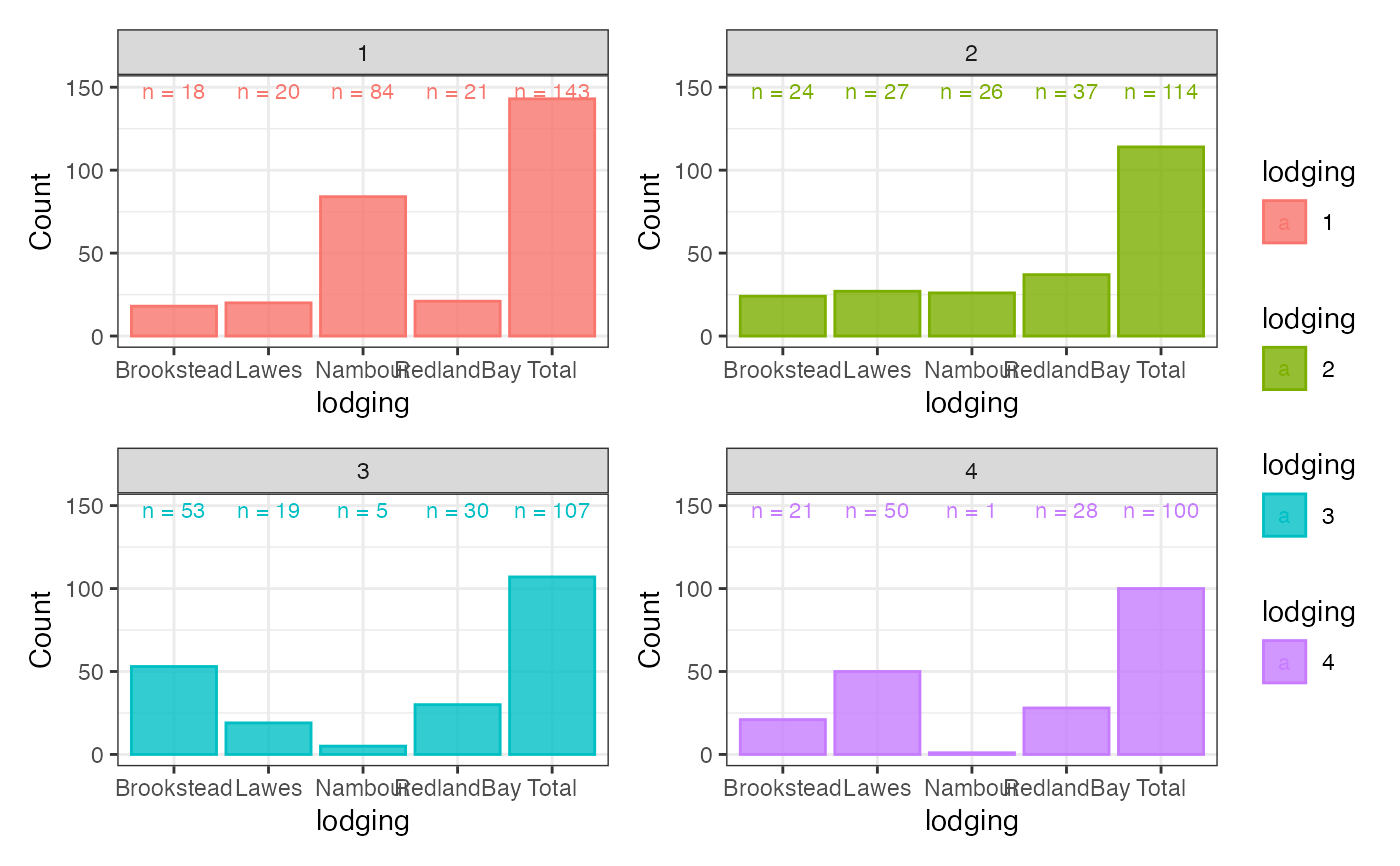 1
150
n = 18 n = 20 n = 84 n = 21 n = 143
100
50
0
Count
Brookstead Lawes Nambour RedlandBay Total
lodging
2
150
n = 24 n = 27 n = 26 n = 37 n = 114
100
50
0
Count
Brookstead Lawes Nambour RedlandBay Total
lodging
3
150
n = 53 n = 19 n = 5 n = 30 n = 107
100
50
0
Count
Brookstead Lawes Nambour RedlandBay Total
lodging
4
150
n = 21 n = 50 n = 1 n = 28 n = 100
100
50
0
Count
Brookstead Lawes Nambour RedlandBay Total
lodging
lodging
a 1
lodging
a 2
lodging
a 3
lodging
a 4